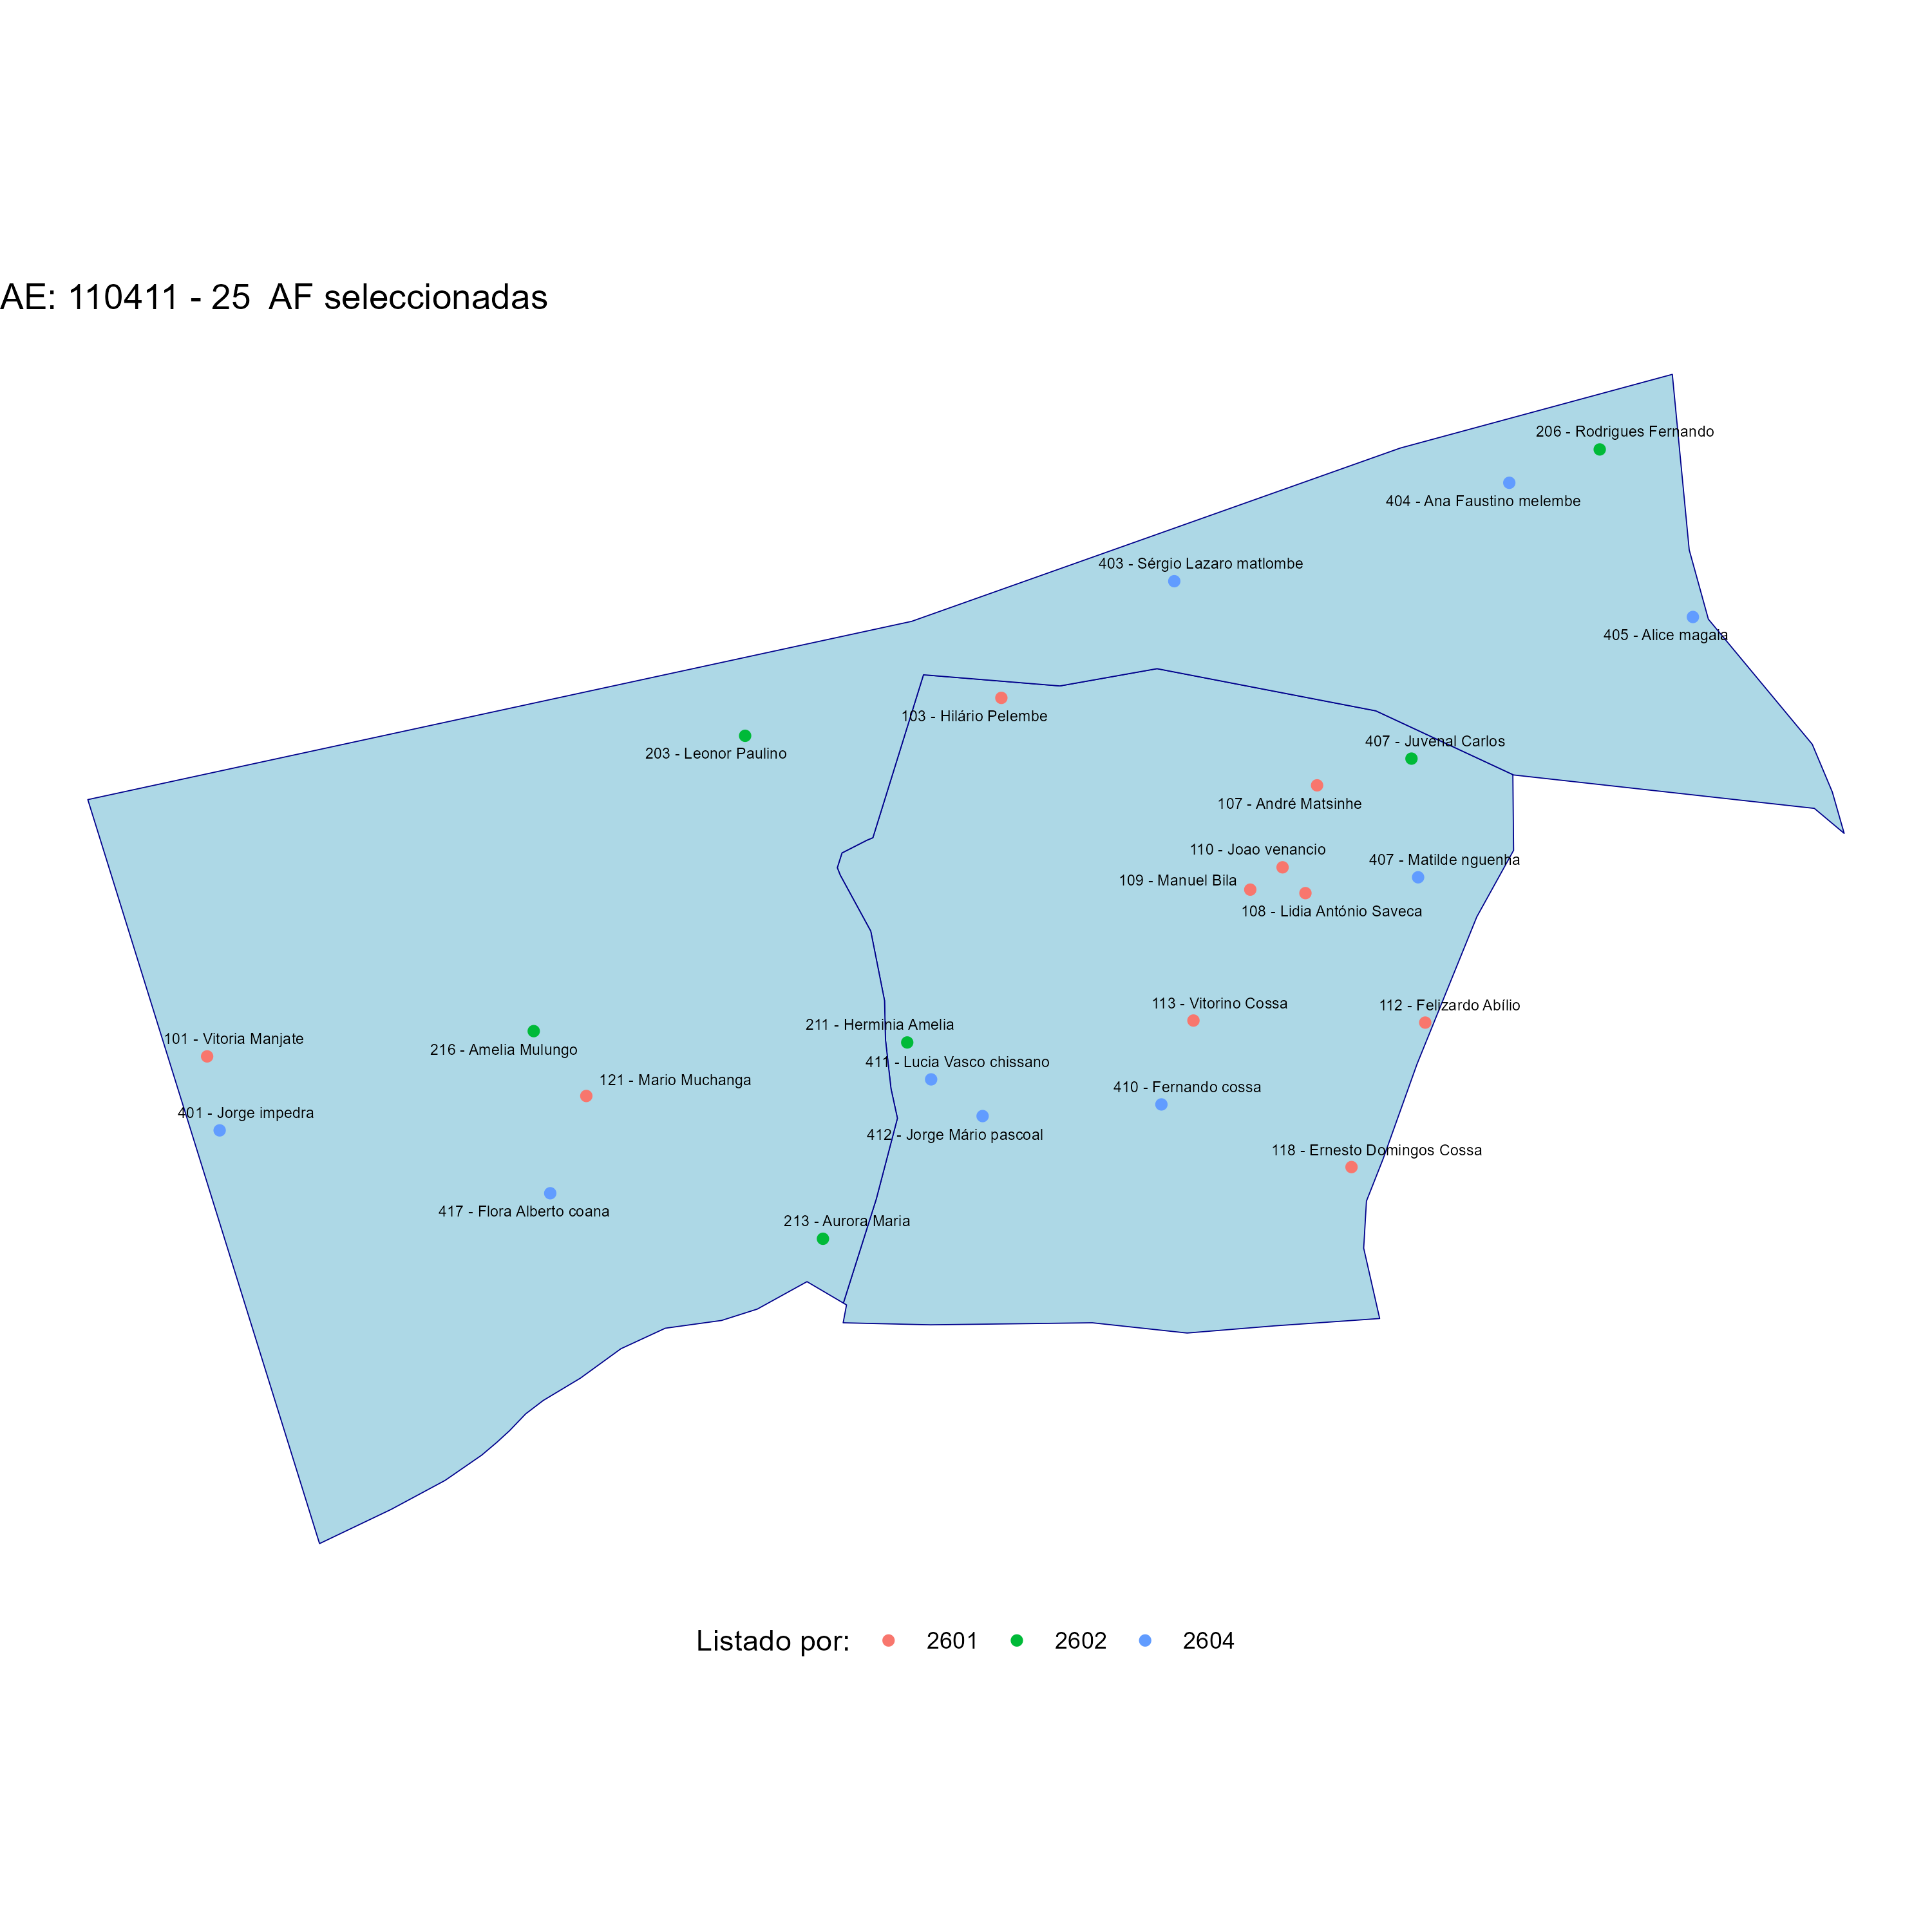 AE: 110411 - 25  AF seleccionadas
206 - Rodrigues Fernando
404 - Ana Faustino melembe
403 - Sérgio Lazaro matlombe
405 - Alice magaia
103 - Hilário Pelembe
407 - Juvenal Carlos
203 - Leonor Paulino
107 - André Matsinhe
110 - Joao venancio
407 - Matilde nguenha
109 - Manuel Bila
108 - Lidia António Saveca
113 - Vitorino Cossa
112 - Felizardo Abílio
211 - Herminia Amelia
101 - Vitoria Manjate
216 - Amelia Mulungo
411 - Lucia Vasco chissano
121 - Mario Muchanga
410 - Fernando cossa
401 - Jorge impedra
412 - Jorge Mário pascoal
118 - Ernesto Domingos Cossa
417 - Flora Alberto coana
213 - Aurora Maria
Listado por: 2601 2602 2604